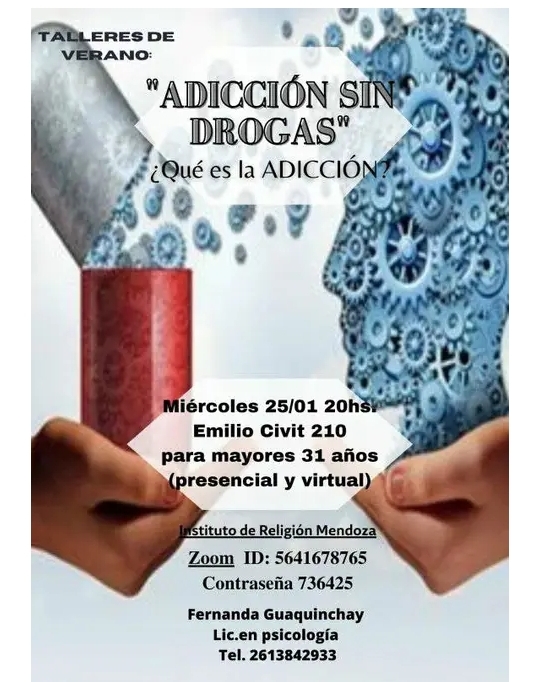 TALLERES DE
VERANO:
"ADICCIÓN SIN
DROGAS"
¿Qué es la ADICCIÓN?
Miércoles 25/01 20hs.
Emilio Civit 210
para mayores 31 años
(presencial y virtual)
Instituto de Religión Mendoza
Zoom ID: 5641678765
Contraseña 736425
Fernanda Guaquinchay
Lic.en psicología
Tel. 2613842933